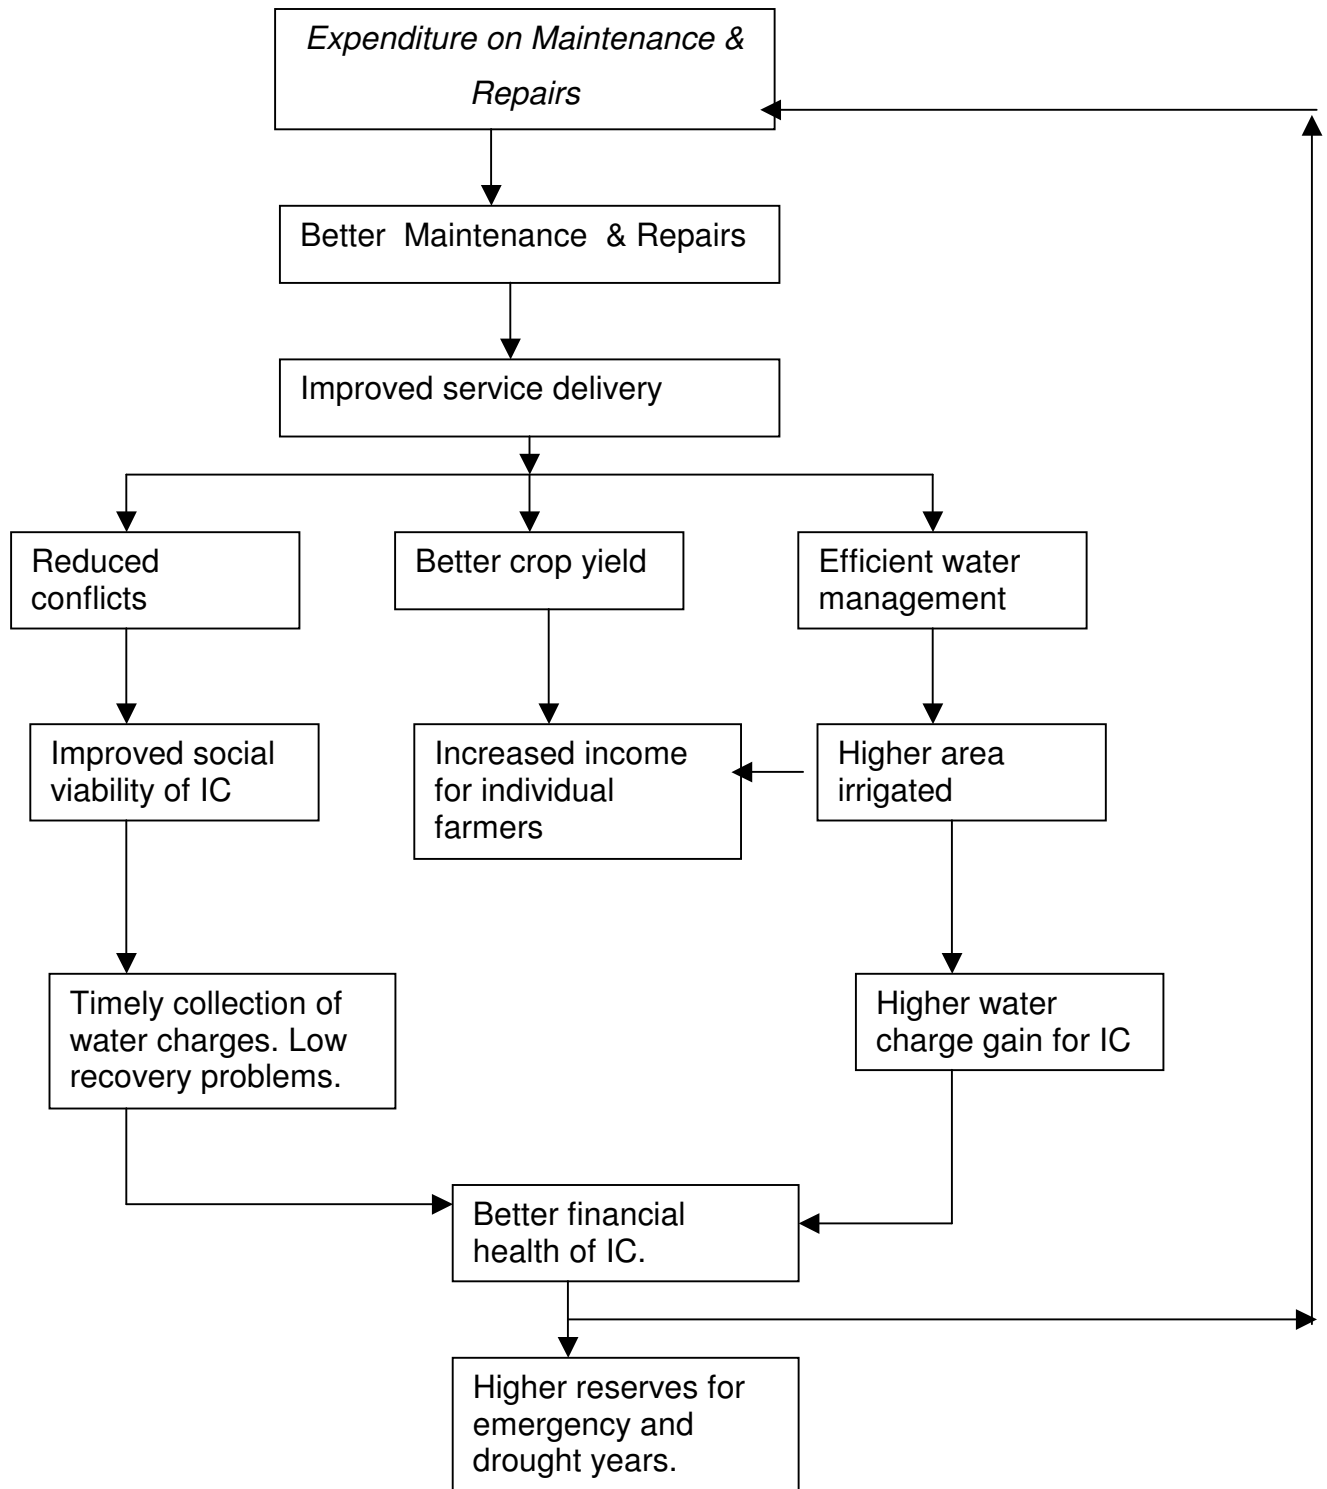 Expenditure on Maintenance &
Repairs
Better Maintenance & Repairs
Improved service delivery
Reduced
conflicts
Better crop yield
Efficient water
management
Improved social
viability of IC
Increased income
for individual
farmers
Higher area
irrigated
Timely collection of
water charges. Low
recovery problems.
Higher water
charge gain for IC
Better financial
health of IC.
Higher reserves for
emergency and
drought years.